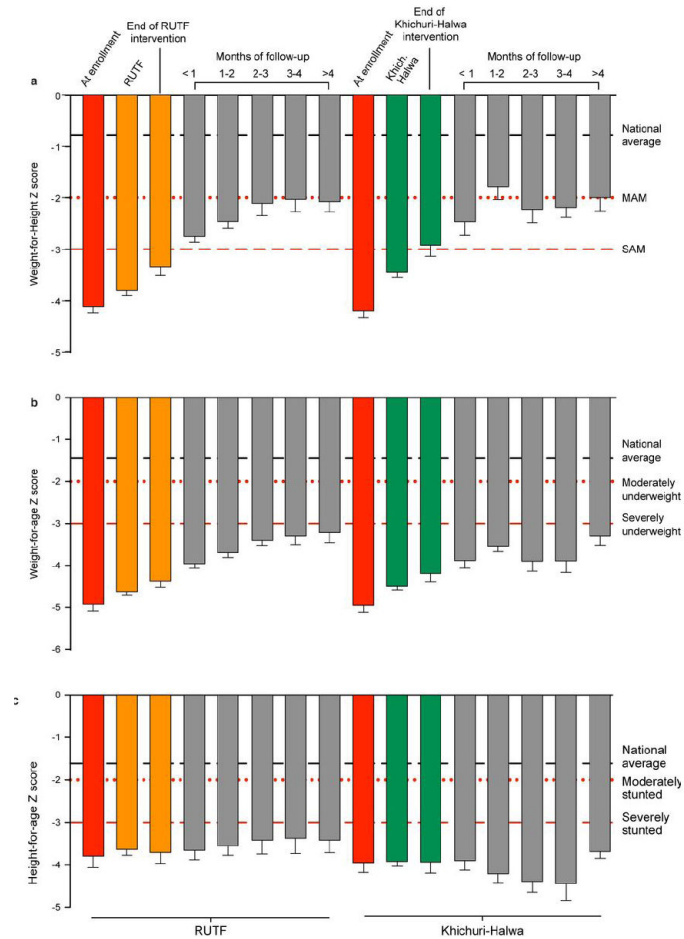 End of
End of RUTF
Khichuri-Halwa
intervention
intervention
At enrollment
RUTF
Months of follow-up
At enrollment
Khich.
Halwa
Months of follow-up
a
< 1 1-2 2-3 3-4 >4
< 1 1-2 2-3 3-4 >4
0
-1
-2
-3
-4
-5
Weight-for-Height Z score
National
average
MAM
SAM
b
0
-1
-2
-3
-4
-5
-6
Weight-for-age Z score
National
average
Moderately
underweight
Severely
underweight
c
0
-1
-2
-3
-4
-5
Height-for-age Z score
National
average
Moderately
stunted
Severely
stunted
RUTF
Khichuri-Halwa